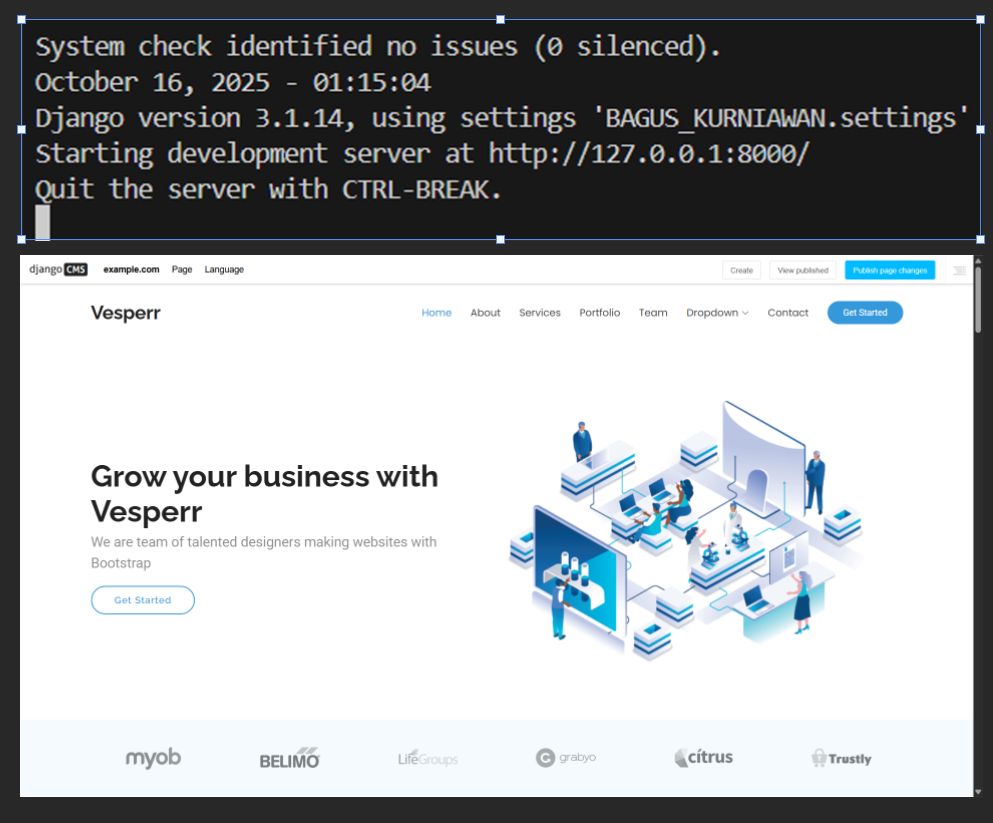 System check identified no issues (0 silenced).
October 16, 2025 - 01:15:04
Django version 3.1.14, using settings 'BAGUS_KURNIAWAN.settings'
Starting development server at http://127.0.0.1:8000/
Quit the server with CTRL-BREAK.
django CMS example.com Page Language Create View published Publish page changes
Vesperr Home About Services Portfolio Team Dropdown Contact Get Started
Grow your business with
Vesperr
We are team of talented designers making websites with
Bootstrap
Get Started
myob BELIMO LifeGroups grabyo citrus Trustly